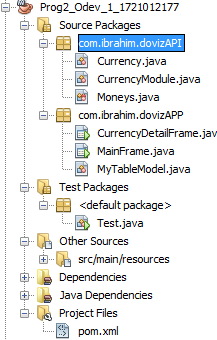 Prog2_Odev_1_1721012177
Source Packages
com.ibrahim.dovizAPI
Currency.java
CurrencyModule.java
Moneys.java
com.ibrahim.dovizAPP
CurrencyDetailFrame.java
MainFrame.java
MyTableModel.java
Test Packages
<default package>
Test.java
Other Sources
src/main/resources
Dependencies
Java Dependencies
Project Files
pom.xml